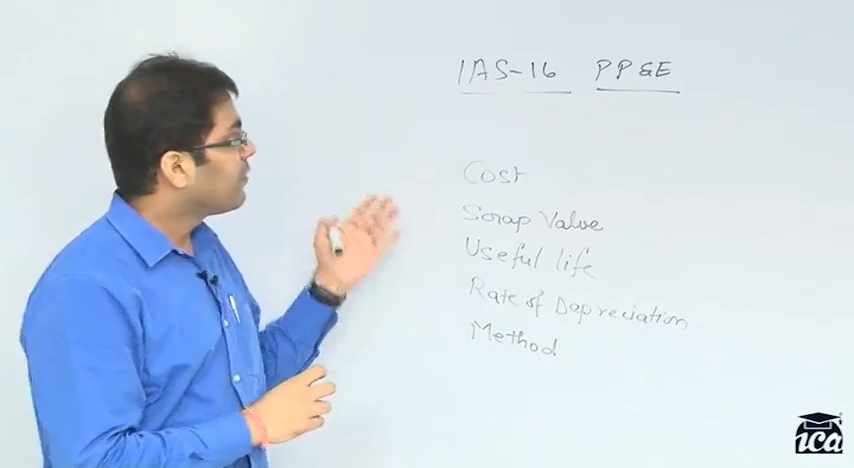 IAS-16 PP&E
Cost
Scrap Value
Useful life
Rate of Depreciation
Method
ica